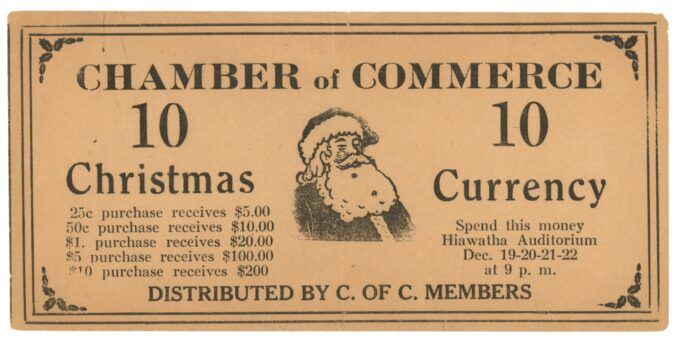 CHAMBER of COMMERCE
10
10
Christmas
Currency
25c purchase receives $5.00
50c purchase receives $10.00
$1. purchase receives $20.00
$5 purchase receives $100.00
$10 purchase receives $200
Spend this money
Hiawatha Auditorium
Dec. 19-20-21-22
at 9 p. m.
DISTRIBUTED BY C. OF C. MEMBERS